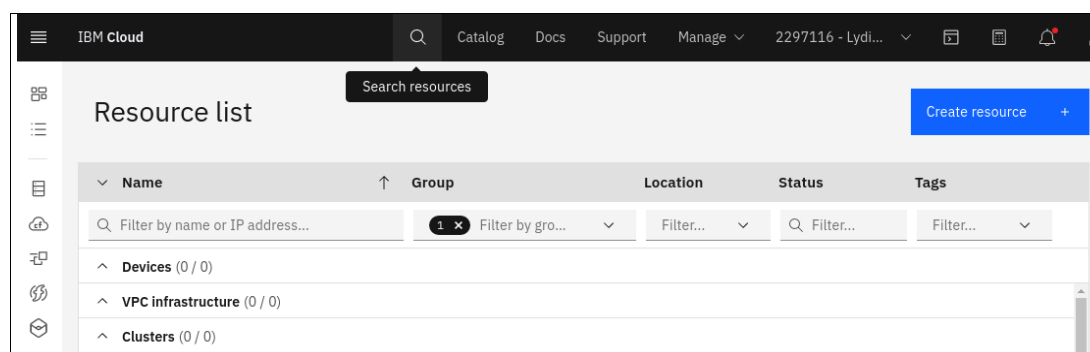 IBM Cloud Catalog Docs Support Manage 2297116 - Lydi...
Search resources
Resource list
Create resource +
Name Group Location Status Tags
Filter by name or IP address... 1 × Filter by gro... Filter... Filter... Filter...
Devices (0 / 0)
VPC infrastructure (0 / 0)
Clusters (0 / 0)